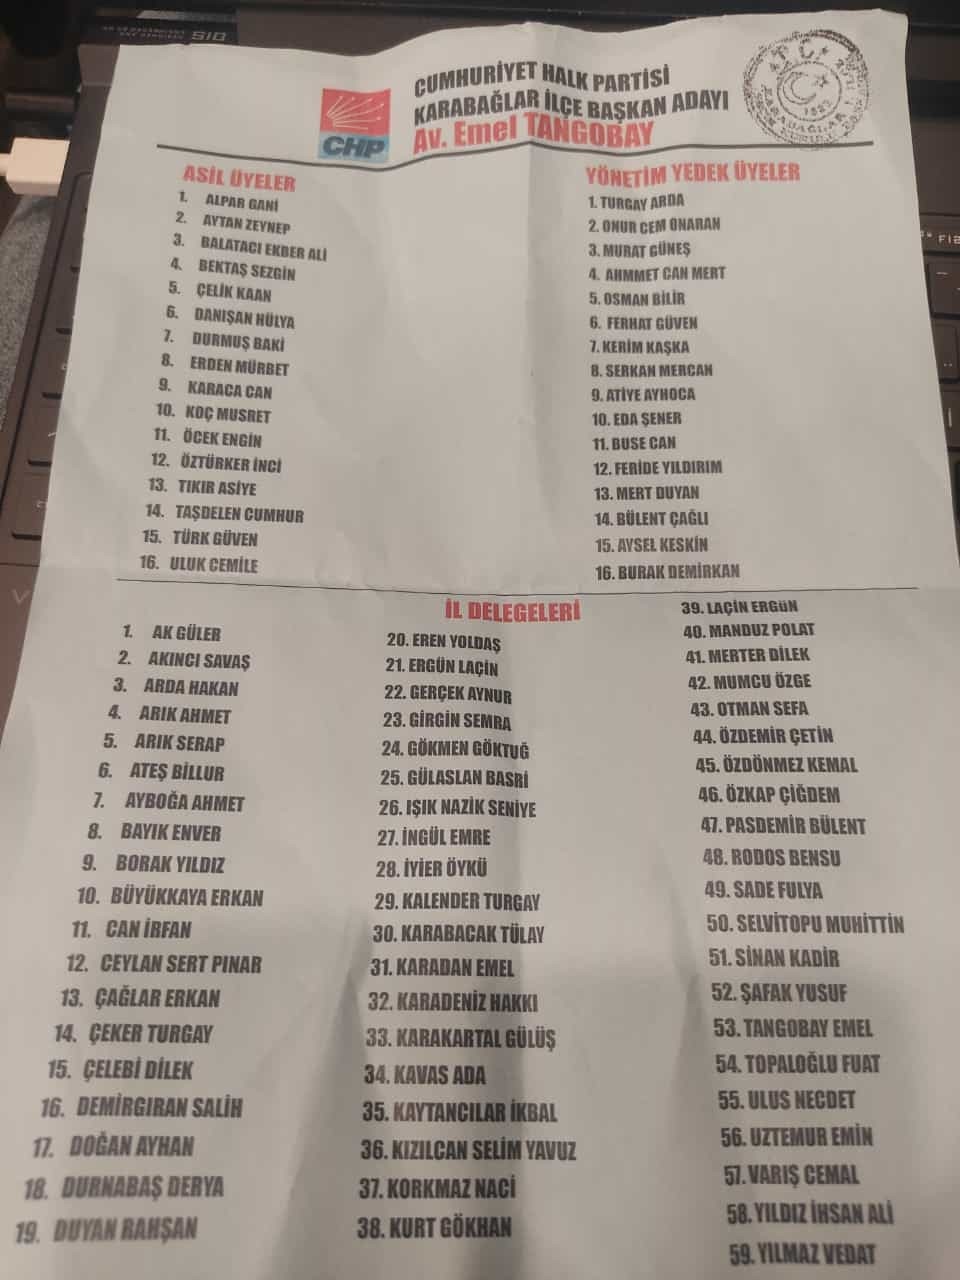 CUMHURİYET HALK PARTİSİ
KARABAĞLAR İLÇE BAŞKAN ADAYI
Av. Emel TANGOBAY
CHP
T.C.
1923
KARABAĞLAR
ASİL ÜYELER
1. ALPAR GANİ
2. AYTAN ZEYNEP
3. BALATACI EKBER ALİ
4. BEKTAŞ SEZGİN
5. ÇELİK KAAN
6. DANIŞAN HÜLYA
7. DURMUŞ BAKİ
8. ERDEN MÜRBET
9. KARACA CAN
10. KOÇ MUSRET
11. ÖCEK ENGİN
12. ÖZTÜRKER İNCİ
13. TIKIR ASİYE
14. TAŞDELEN CUMHUR
15. TÜRK GÜVEN
16. ULUK CEMİLE
YÖNETİM YEDEK ÜYELER
1. TURGAY ARDA
2. ONUR CEM ONARAN
3. MURAT GÜNEŞ
4. AHMMET CAN MERT
5. OSMAN BİLİR
6. FERHAT GÜVEN
7. KERİM KAŞKA
8. SERKAN MERCAN
9. ATİYE AYHOCA
10. EDA ŞENER
11. BUSE CAN
12. FERİDE YILDIRIM
13. MERT DUYAN
14. BÜLENT ÇAĞLI
15. AYSEL KESKİN
16. BURAK DEMİRKAN
İL DELEGELERİ
1. AK GÜLER
2. AKINCI SAVAŞ
3. ARDA HAKAN
4. ARIK AHMET
5. ARIK SERAP
6. ATEŞ BİLLUR
7. AYBOĞA AHMET
8. BAYIK ENVER
9. BORAK YILDIZ
10. BÜYÜKKAYA ERKAN
11. CAN İRFAN
12. CEYLAN SERT PINAR
13. ÇAĞLAR ERKAN
14. ÇEKER TURGAY
15. ÇELEBİ DİLEK
16. DEMİRGIRAN SALİH
17. DOĞAN AYHAN
18. DURNABAŞ DERYA
19. DUYAN RAHŞAN
20. EREN YOLDAŞ
21. ERGÜN LAÇİN
22. GERÇEK AYNUR
23. GİRGİN SEMRA
24. GÖKMEN GÖKTUĞ
25. GÜLASLAN BASRİ
26. IŞIK NAZİK SENİYE
27. İNGÜL EMRE
28. İYİER ÖYKÜ
29. KALENDER TURGAY
30. KARABACAK TÜLAY
31. KARADAN EMEL
32. KARADENİZ HAKKI
33. KARAKARTAL GÜLÜŞ
34. KAVAS ADA
35. KAYTANCILAR İKBAL
36. KIZILCAN SELİM YAVUZ
37. KORKMAZ NACİ
38. KURT GÖKHAN
39. LAÇİN ERGÜN
40. MANDUZ POLAT
41. MERTER DİLEK
42. MUMCU ÖZGE
43. OTMAN SEFA
44. ÖZDEMİR ÇETİN
45. ÖZDÖNMEZ KEMAL
46. ÖZKAP ÇİĞDEM
47. PASDEMİR BÜLENT
48. RODOS BENSU
49. SADE FULYA
50. SELVİTOPU MUHİTTİN
51. SİNAN KADİR
52. ŞAFAK YUSUF
53. TANGOBAY EMEL
54. TOPALOĞLU FUAT
55. ULUS NECDET
56. UZTEMUR EMİN
57. VARIŞ CEMAL
58. YILDIZ İHSAN ALİ
59. YILMAZ VEDAT